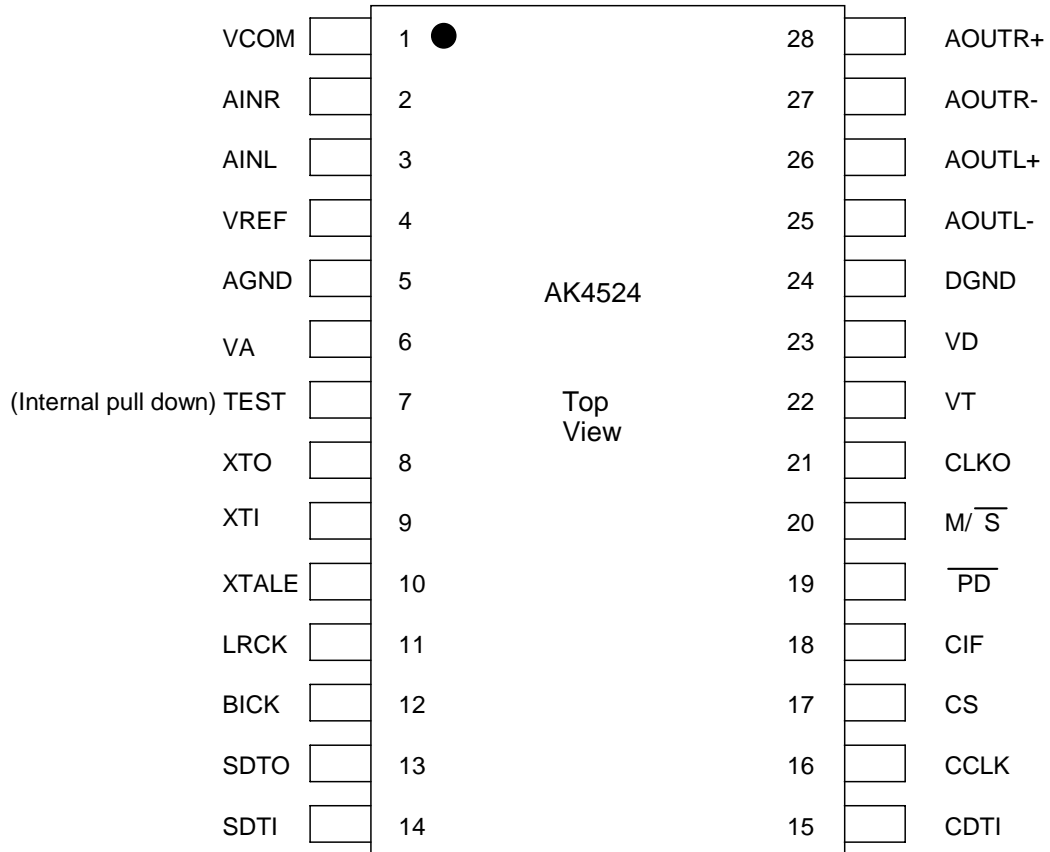 VCOM 1 28 AOUTR+
AINR 2 27 AOUTR-
AINL 3 26 AOUTL+
VREF 4 25 AOUTL-
AGND 5 24 DGND
AK4524
VA 6 23 VD
(Internal pull down) TEST 7 22 VT
Top
View
XTO 8 21 CLKO
XTI 9 20 M/S̅
XTALE 10 19 P̅D̅
LRCK 11 18 CIF
BICK 12 17 CS
SDTO 13 16 CCLK
SDTI 14 15 CDTI